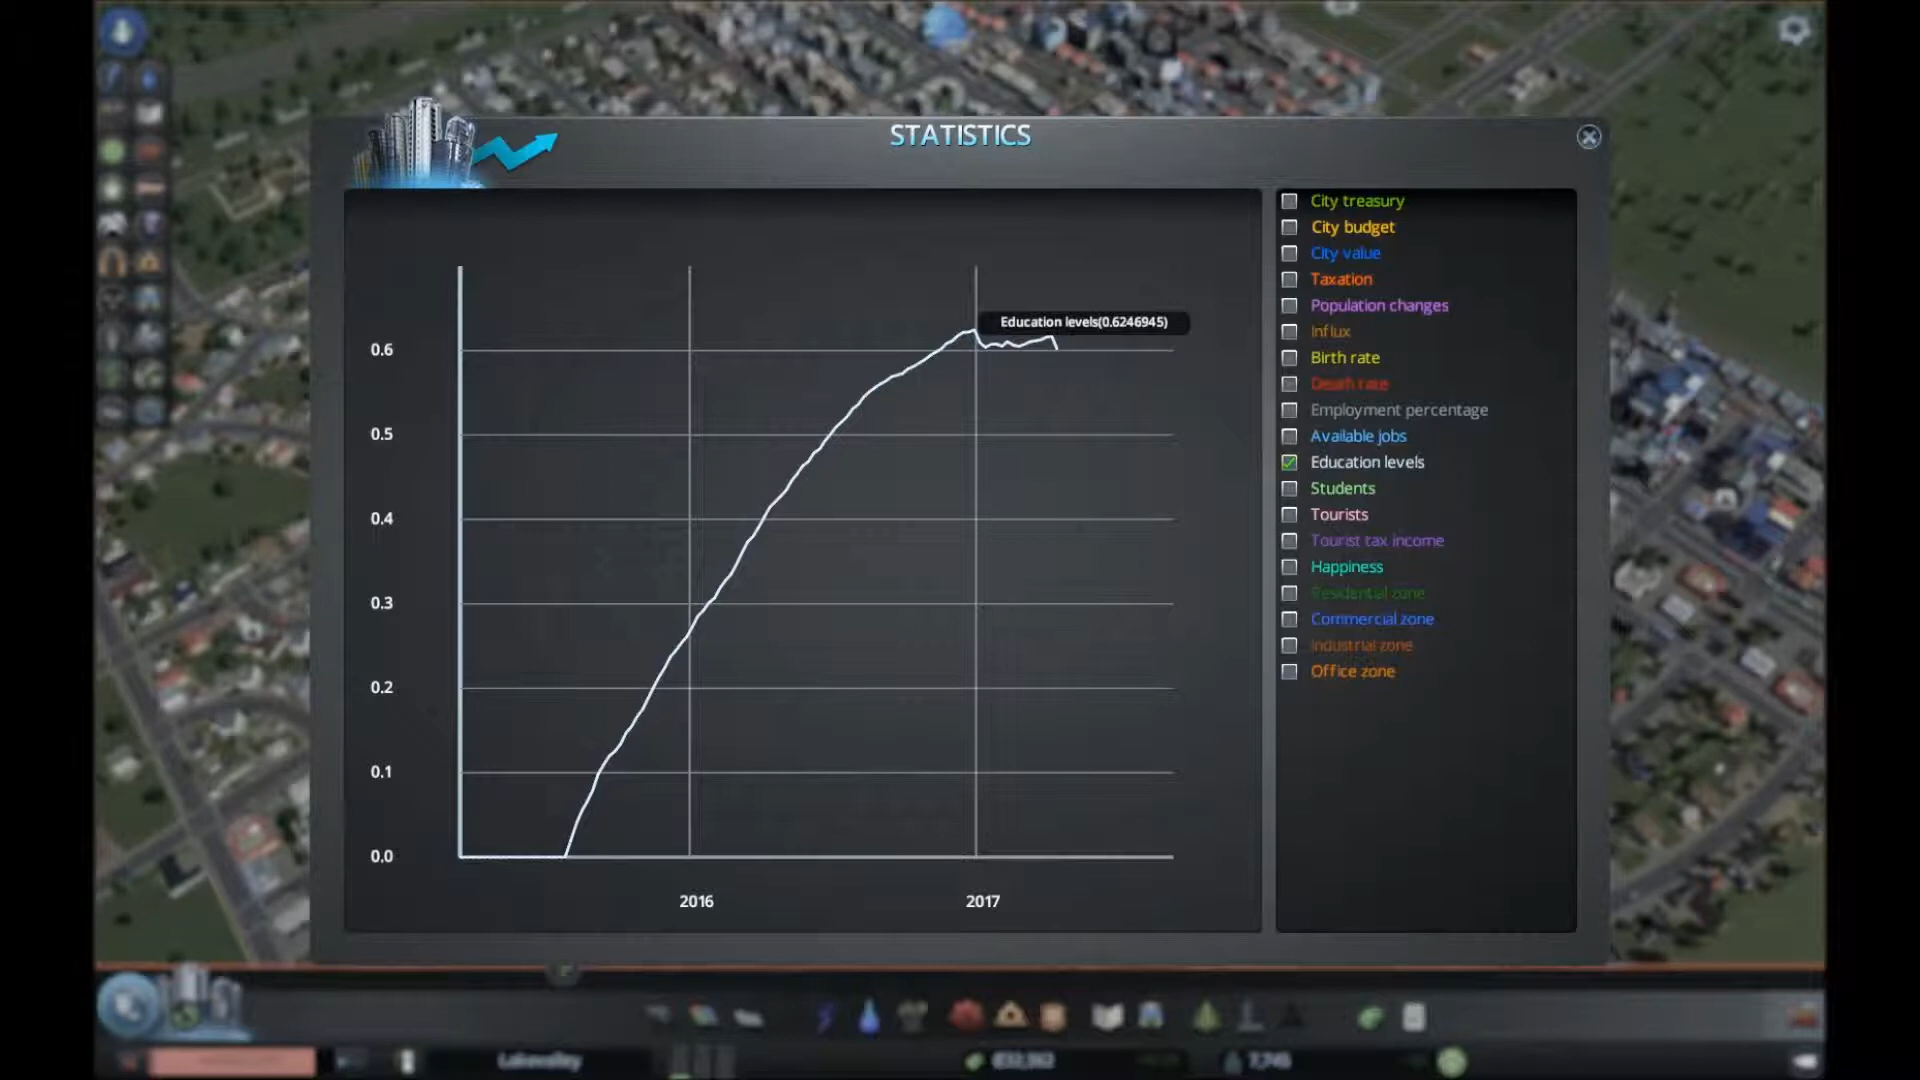 STATISTICS
City treasury
City budget
City value
Taxation
Population changes
Influx
Birth rate
Death rate
Employment percentage
Available jobs
Education levels
Students
Tourists
Tourist tax income
Happiness
Residential zone
Commercial zone
Industrial zone
Office zone
Education levels(0.6246945)
0.6
0.5
0.4
0.3
0.2
0.1
0.0
2016
2017
7,745